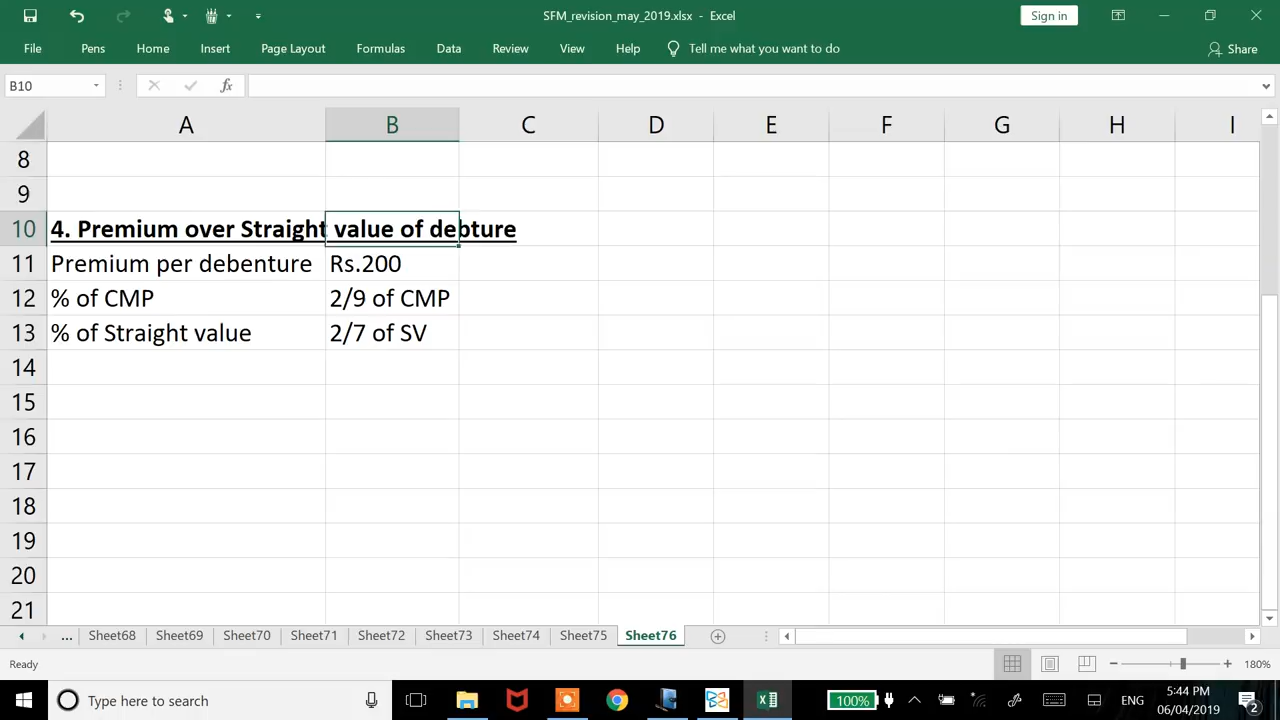 SFM_revision_may_2019.xlsx - Excel
Sign in
File Pens Home Insert Page Layout Formulas Data Review View Help Tell me what you want to do Share
B10 fx
A B C D E F G H I
8
9
10 4. Premium over Straight value of debture
11 Premium per debenture Rs.200
12 % of CMP 2/9 of CMP
13 % of Straight value 2/7 of SV
14
15
16
17
18
19
20
21
... Sheet68 Sheet69 Sheet70 Sheet71 Sheet72 Sheet73 Sheet74 Sheet75 Sheet76
Ready 180%
Type here to search 100% ENG 5:44 PM
06/04/2019 2